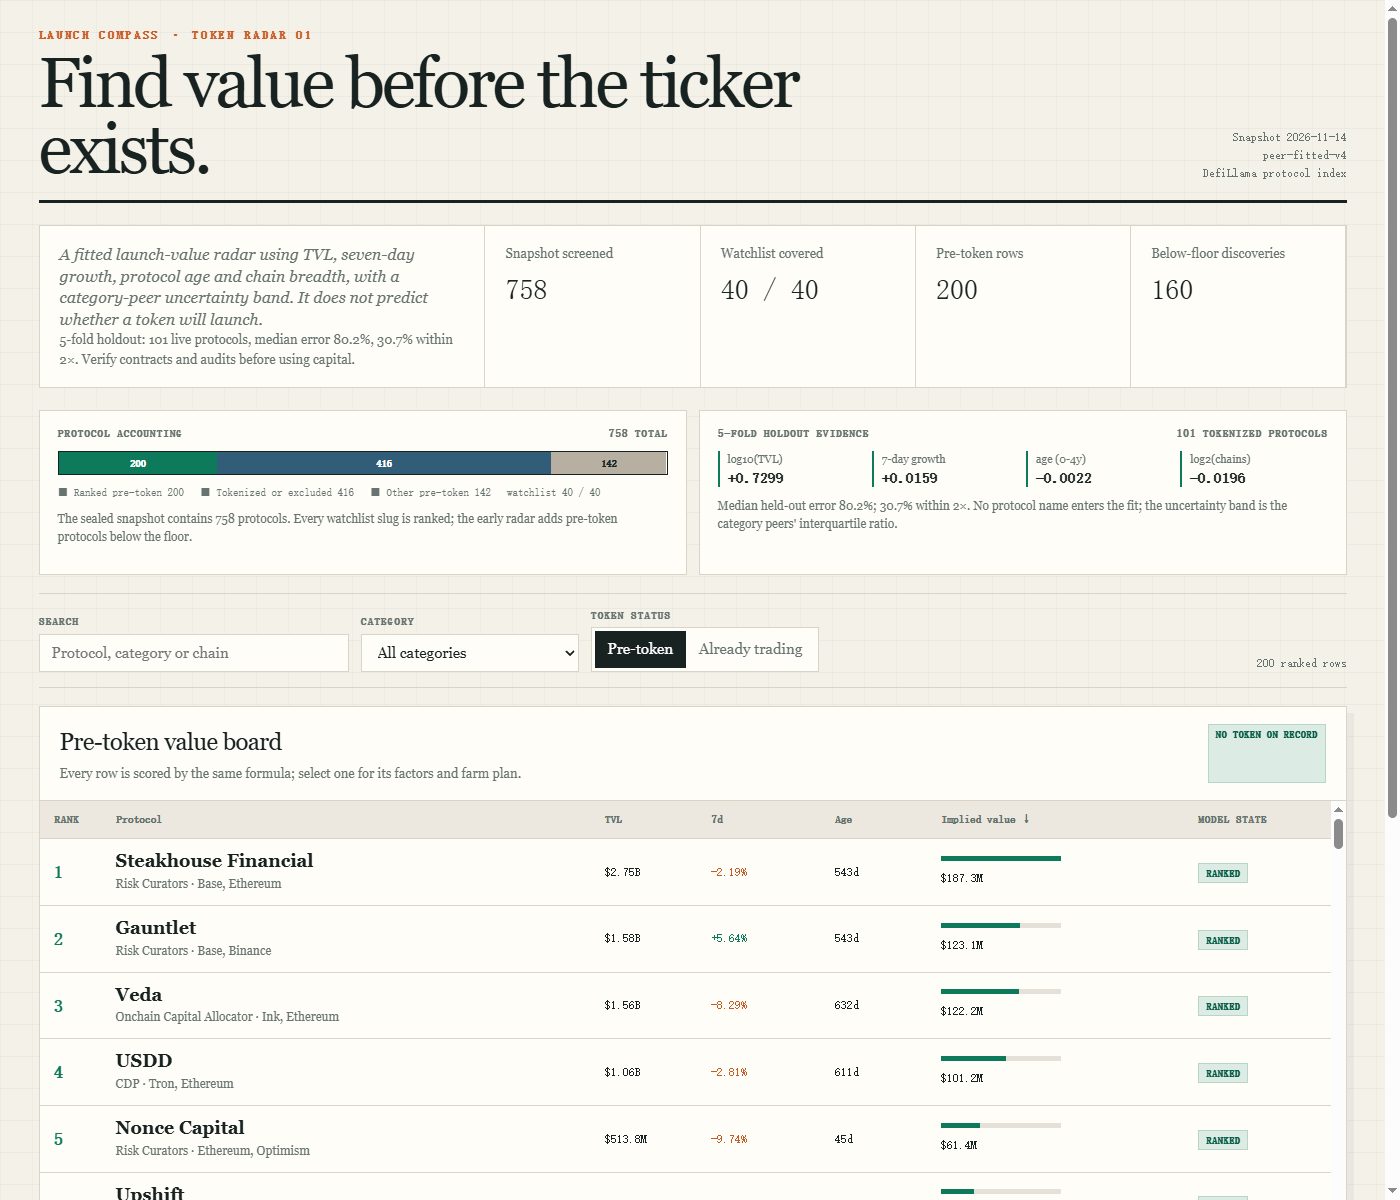 LAUNCH COMPASS · TOKEN RADAR 01
Find value before the ticker
exists.
Snapshot 2026-11-14
peer-fitted-v4
DefiLlama protocol index
A fitted launch-value radar using TVL, seven-day
growth, protocol age and chain breadth, with a
category-peer uncertainty band. It does not predict
whether a token will launch.
5-fold holdout: 101 live protocols, median error 80.2%, 30.7% within
2×. Verify contracts and audits before using capital.
Snapshot screened
758
Watchlist covered
40 / 40
Pre-token rows
200
Below-floor discoveries
160
PROTOCOL ACCOUNTING
758 TOTAL
200
416
142
Ranked pre-token 200
Tokenized or excluded 416
Other pre-token 142
watchlist 40 / 40
The sealed snapshot contains 758 protocols. Every watchlist slug is ranked; the early radar adds pre-token
protocols below the floor.
5-FOLD HOLDOUT EVIDENCE
101 TOKENIZED PROTOCOLS
log10(TVL)
+0.7299
7-day growth
+0.0159
age (0-4y)
−0.0022
log2(chains)
−0.0196
Median held-out error 80.2%; 30.7% within 2×. No protocol name enters the fit; the uncertainty band is the
category peers' interquartile ratio.
SEARCH
Protocol, category or chain
CATEGORY
All categories
TOKEN STATUS
Pre-token
Already trading
200 ranked rows
Pre-token value board
Every row is scored by the same formula; select one for its factors and farm plan.
NO TOKEN ON RECORD
RANK Protocol TVL 7d Age Implied value ↓ MODEL STATE
1 Steakhouse Financial $2.75B −2.19% 543d $187.3M RANKED
Risk Curators · Base, Ethereum
2 Gauntlet $1.58B +5.64% 543d $123.1M RANKED
Risk Curators · Base, Binance
3 Veda $1.56B −8.29% 632d $122.2M RANKED
Onchain Capital Allocator · Ink, Ethereum
4 USDD $1.06B −2.81% 611d $101.2M RANKED
CDP · Tron, Ethereum
5 Nonce Capital $513.8M −9.74% 45d $61.4M RANKED
Risk Curators · Ethereum, Optimism
Upshift